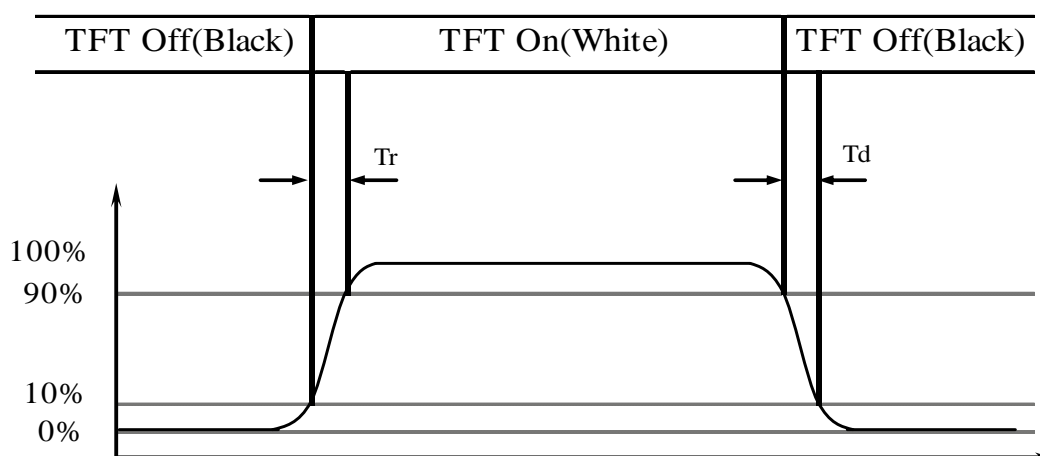 TFT Off(Black) TFT On(White) TFT Off(Black)
Tr Td
100%
90%
10%
0%